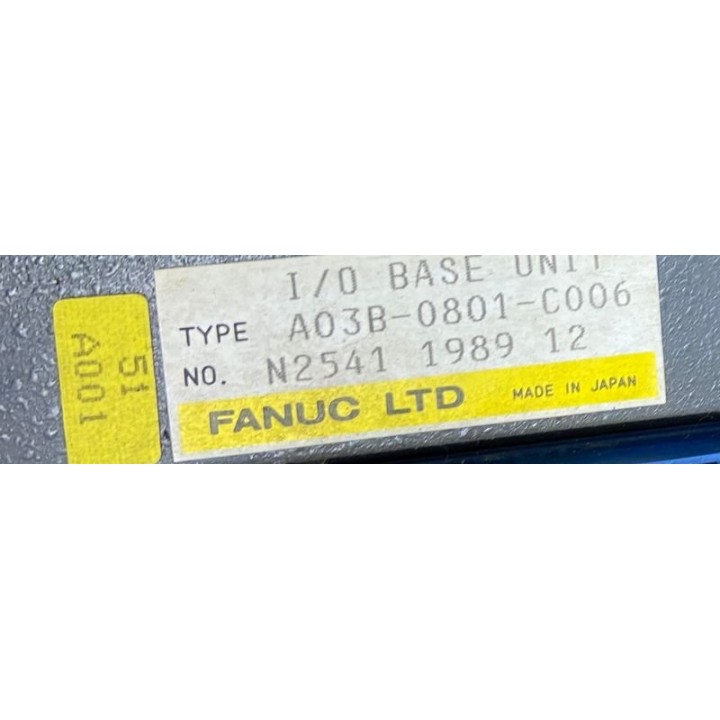 I/O BASE UNIT
TYPE A03B-0801-C006
NO. N2541 1989 12
FANUC LTD MADE IN JAPAN
51
A001